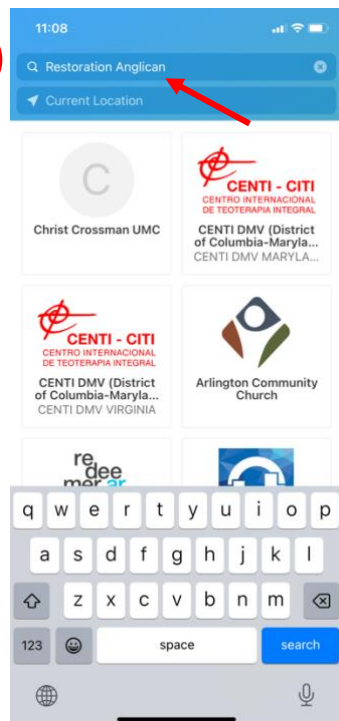 11:08
Restoration Anglican
Current Location
C
Christ Crossman UMC
CENTI - CITI
CENTRO INTERNACIONAL
DE TEOTERAPIA INTEGRAL
CENTI DMV (District
of Columbia-Maryla...
CENTI DMV MARYLA...
CENTI - CITI
CENTRO INTERNACIONAL
DE TEOTERAPIA INTEGRAL
CENTI DMV (District
of Columbia-Maryla...
CENTI DMV VIRGINIA
Arlington Community
Church
re
dee
mer ar
q w e r t y u i o p
a s d f g h j k l
z x c v b n m
123 space search